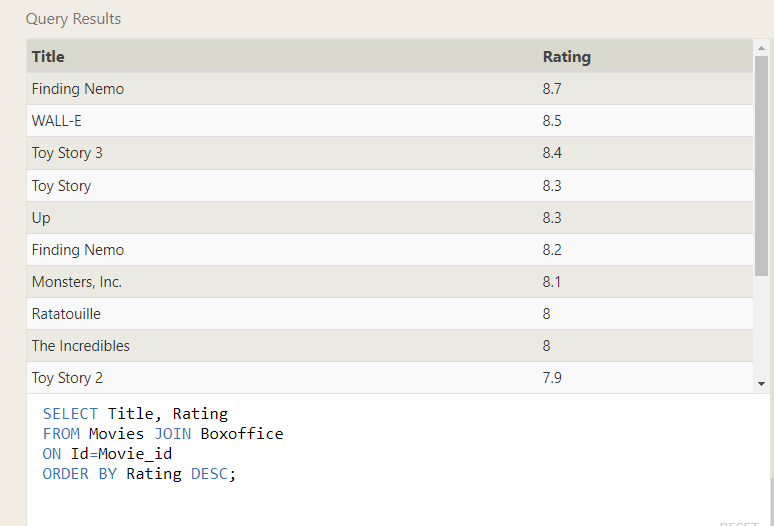 Query Results
Title Rating
Finding Nemo 8.7
WALL-E 8.5
Toy Story 3 8.4
Toy Story 8.3
Up 8.3
Finding Nemo 8.2
Monsters, Inc. 8.1
Ratatouille 8
The Incredibles 8
Toy Story 2 7.9
SELECT Title, Rating
FROM Movies JOIN Boxoffice
ON Id=Movie_id
ORDER BY Rating DESC;
RESET